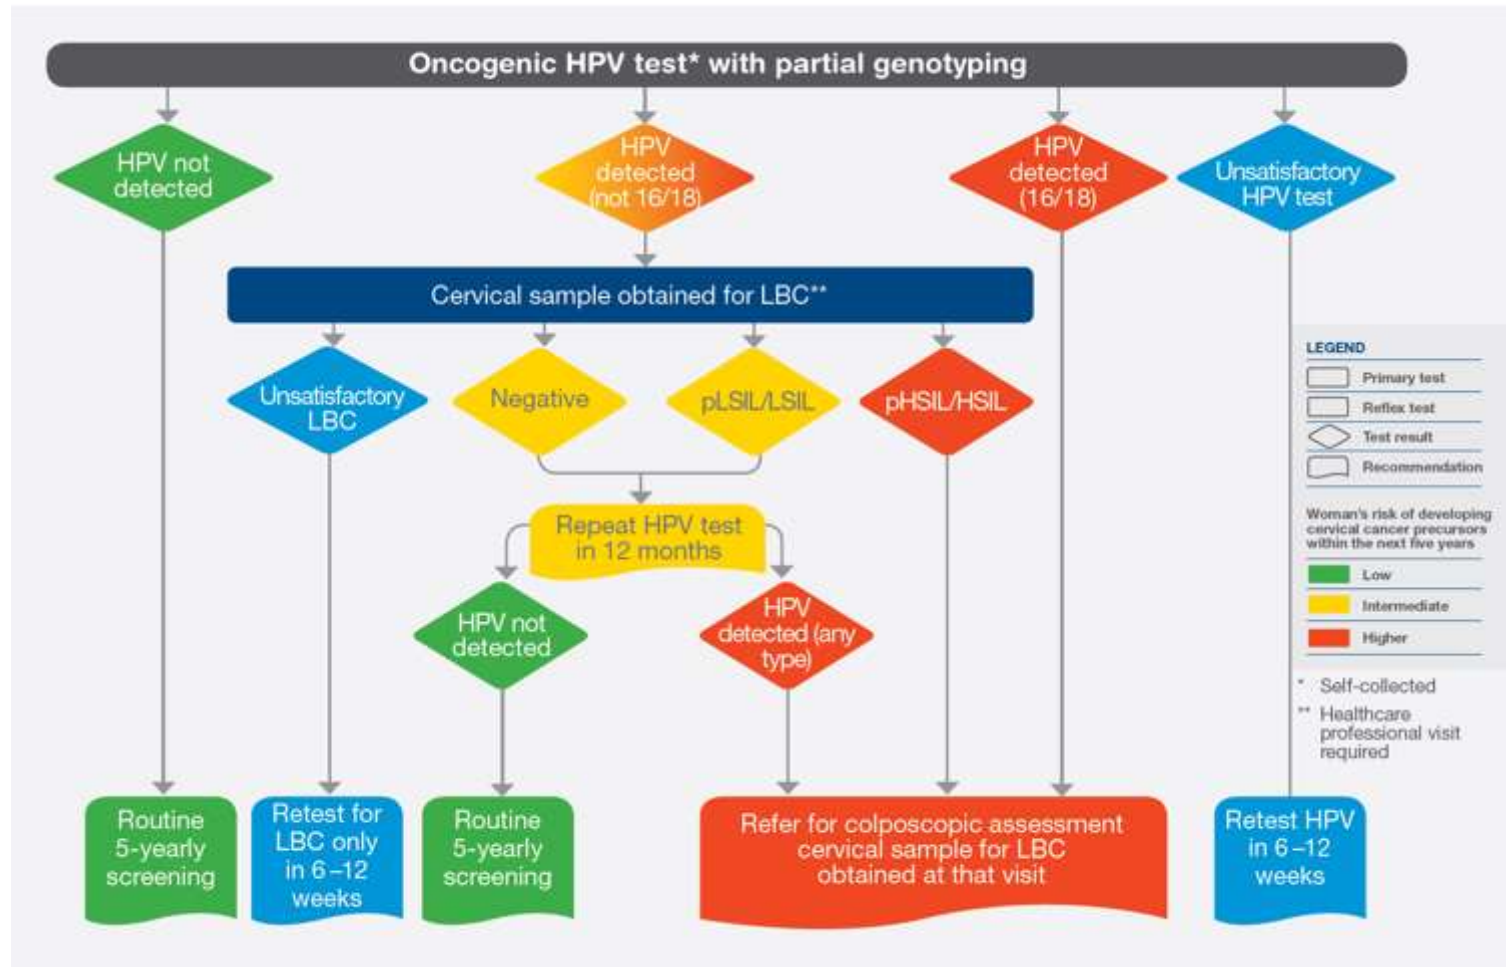 Oncogenic HPV test* with partial genotyping
HPV not
detected
HPV
detected
(not 16/18)
HPV
detected
(16/18)
Unsatisfactory
HPV test
Cervical sample obtained for LBC**
Unsatisfactory
LBC
Negative
pLSIL/LSIL
pHSIL/HSIL
Repeat HPV test
in 12 months
HPV not
detected
HPV
detected (any
type)
Routine
5-yearly
screening
Retest for
LBC only
in 6–12
weeks
Routine
5-yearly
screening
Refer for colposcopic assessment
cervical sample for LBC
obtained at that visit
Retest HPV
in 6–12
weeks
LEGEND
Primary test
Reflex test
Test result
Recommendation
Woman's risk of developing
cervical cancer precursors
within the next five years
Low
Intermediate
Higher
* Self-collected
** Healthcare
professional visit
required